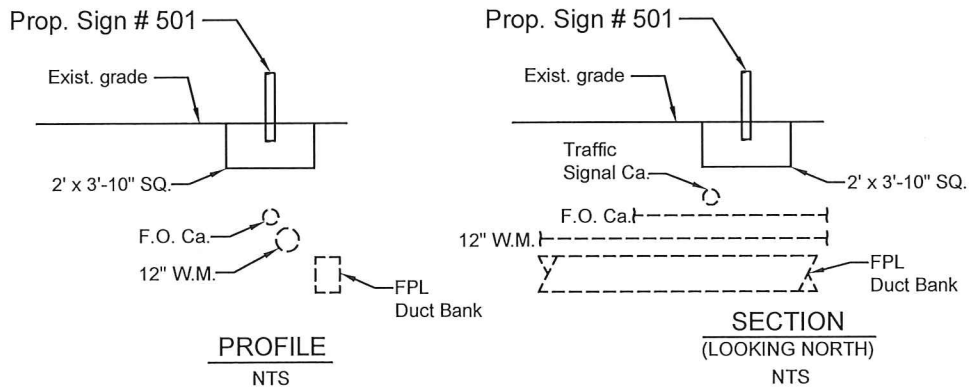 Prop. Sign # 501
Exist. grade
2' x 3'-10" SQ.
F.O. Ca.
12" W.M.
FPL
Duct Bank
PROFILE
NTS
Prop. Sign # 501
Exist. grade
Traffic
Signal Ca.
2' x 3'-10" SQ.
F.O. Ca.
12" W.M.
FPL
Duct Bank
SECTION
(LOOKING NORTH)
NTS